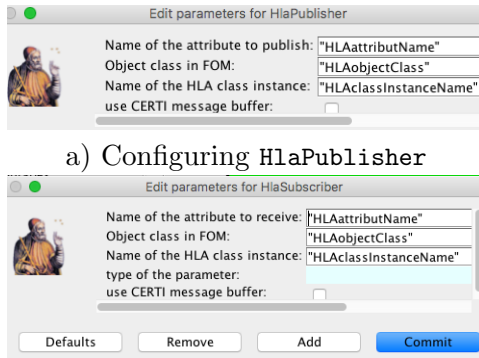 Edit parameters for HlaPublisher
Name of the attribute to publish: "HLAattributName"
Object class in FOM: "HLAobjectClass"
Name of the HLA class instance: "HLAclassInstanceName"
use CERTI message buffer:
a) Configuring HlaPublisher
Edit parameters for HlaSubscriber
Name of the attribute to receive: "HLAattributName"
Object class in FOM: "HLAobjectClass"
Name of the HLA class instance: "HLAclassInstanceName"
type of the parameter:
use CERTI message buffer:
Defaults Remove Add Commit